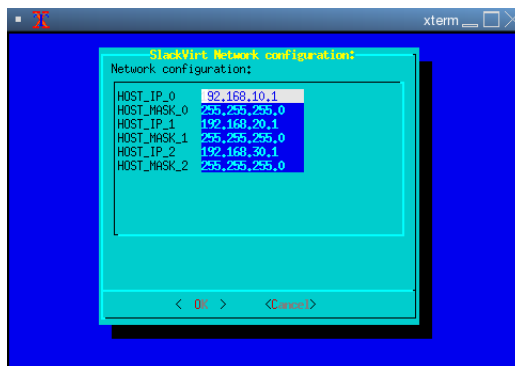 xterm
SlackVirt Network configuration:
Network configuration:
HOST_IP_0 92.168.10.1
HOST_MASK_0 255.255.255.0
HOST_IP_1 192.168.20.1
HOST_MASK_1 255.255.255.0
HOST_IP_2 192.168.30.1
HOST_MASK_2 255.255.255.0
< OK > <Cancel>